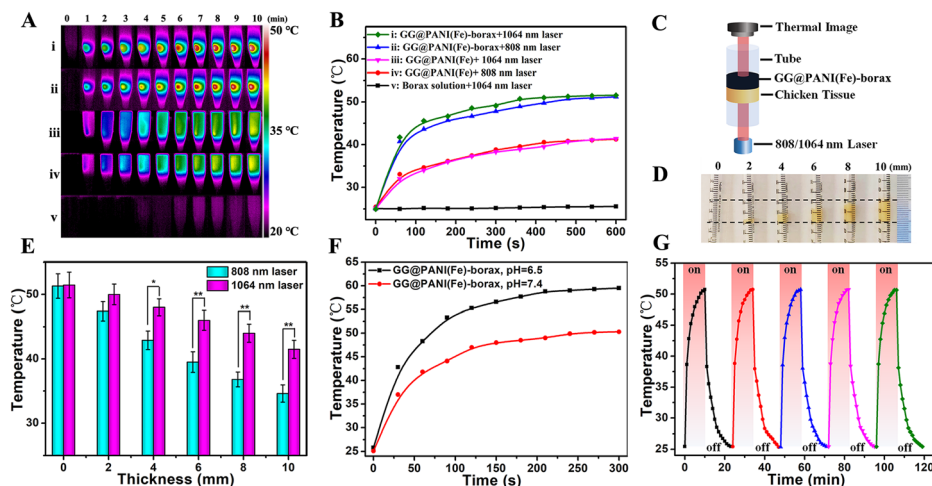 A
0 1 2 3 4 5 6 7 8 9 10 (min)
i
ii
iii
iv
v
50 ℃
35 ℃
20 ℃
B
Temperature (℃)
60
50
40
30
i: GG@PANI(Fe)-borax+1064 nm laser
ii: GG@PANI(Fe)-borax+808 nm laser
iii: GG@PANI(Fe)+ 1064 nm laser
iv: GG@PANI(Fe)+ 808 nm laser
v: Borax solution+1064 nm laser
0 100 200 300 400 500 600
Time (s)
C
Thermal Image
Tube
GG@PANI(Fe)-borax
Chicken Tissue
808/1064 nm Laser
D
0 2 4 6 8 10 (mm)
E
Temperature (℃)
50
40
30
808 nm laser
1064 nm laser
*
**
**
**
0 2 4 6 8 10
Thickness (mm)
F
Temperature (℃)
65
60
55
50
45
40
35
30
25
GG@PANI(Fe)-borax, pH=6.5
GG@PANI(Fe)-borax, pH=7.4
0 50 100 150 200 250 300
Time (s)
G
Temperature (℃)
50
45
40
35
30
25
on on on on on
off off off off off
0 20 40 60 80 100 120
Time (min)